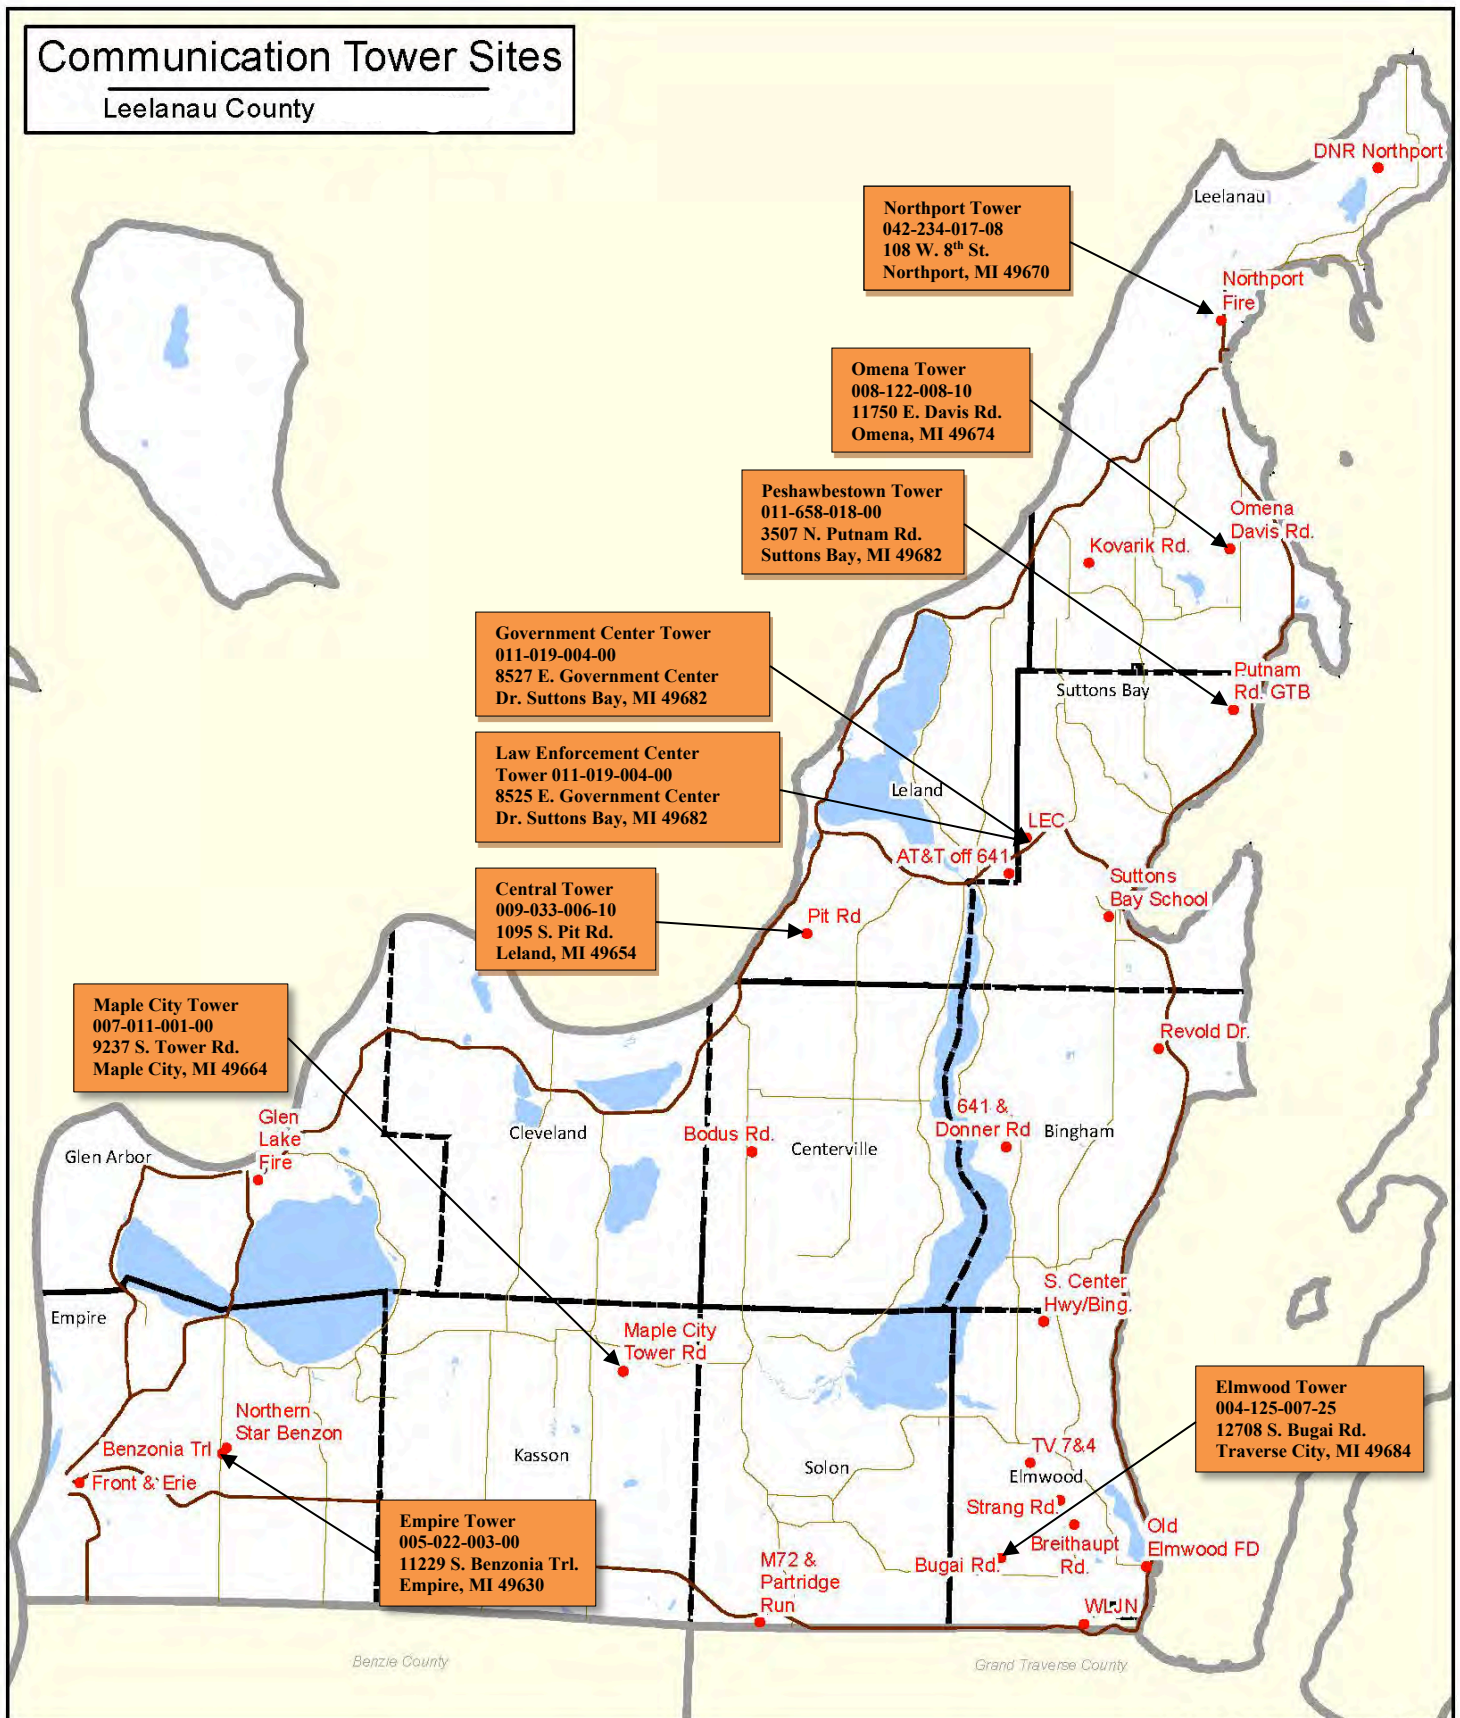 Communication Tower Sites
Leelanau County
DNR Northport
Leelanau
Northport Tower
042-234-017-08
108 W. 8th St.
Northport, MI 49670
Northport
Fire
Omena Tower
008-122-008-10
11750 E. Davis Rd.
Omena, MI 49674
Peshawbestown Tower
011-658-018-00
3507 N. Putnam Rd.
Suttons Bay, MI 49682
Omena
Davis Rd.
Kovarik Rd.
Government Center Tower
011-019-004-00
8527 E. Government Center
Dr. Suttons Bay, MI 49682
Putnam
Rd. GTB
Suttons Bay
Law Enforcement Center
Tower 011-019-004-00
8525 E. Government Center
Dr. Suttons Bay, MI 49682
Leland
LEC
AT&T off 641
Suttons
Bay School
Central Tower
009-033-006-10
1095 S. Pit Rd.
Leland, MI 49654
Pit Rd
Maple City Tower
007-011-001-00
9237 S. Tower Rd.
Maple City, MI 49664
Revold Dr.
Glen
Lake
Fire
Glen Arbor
Cleveland
Bodus Rd.
Centerville
641 &
Donner Rd
Bingham
S. Center
Hwy/Bing.
Empire
Maple City
Tower Rd
Elmwood Tower
004-125-007-25
12708 S. Bugai Rd.
Traverse City, MI 49684
Northern
Star Benzon
Benzonia Trl
Front & Erie
Kasson
Solon
TV 7&4
Elmwood
Strang Rd.
Breithaupt
Rd.
Old
Elmwood FD
Bugai Rd.
Empire Tower
005-022-003-00
11229 S. Benzonia Trl.
Empire, MI 49630
M72 &
Partridge
Run
WLJN
Benzie County
Grand Traverse County